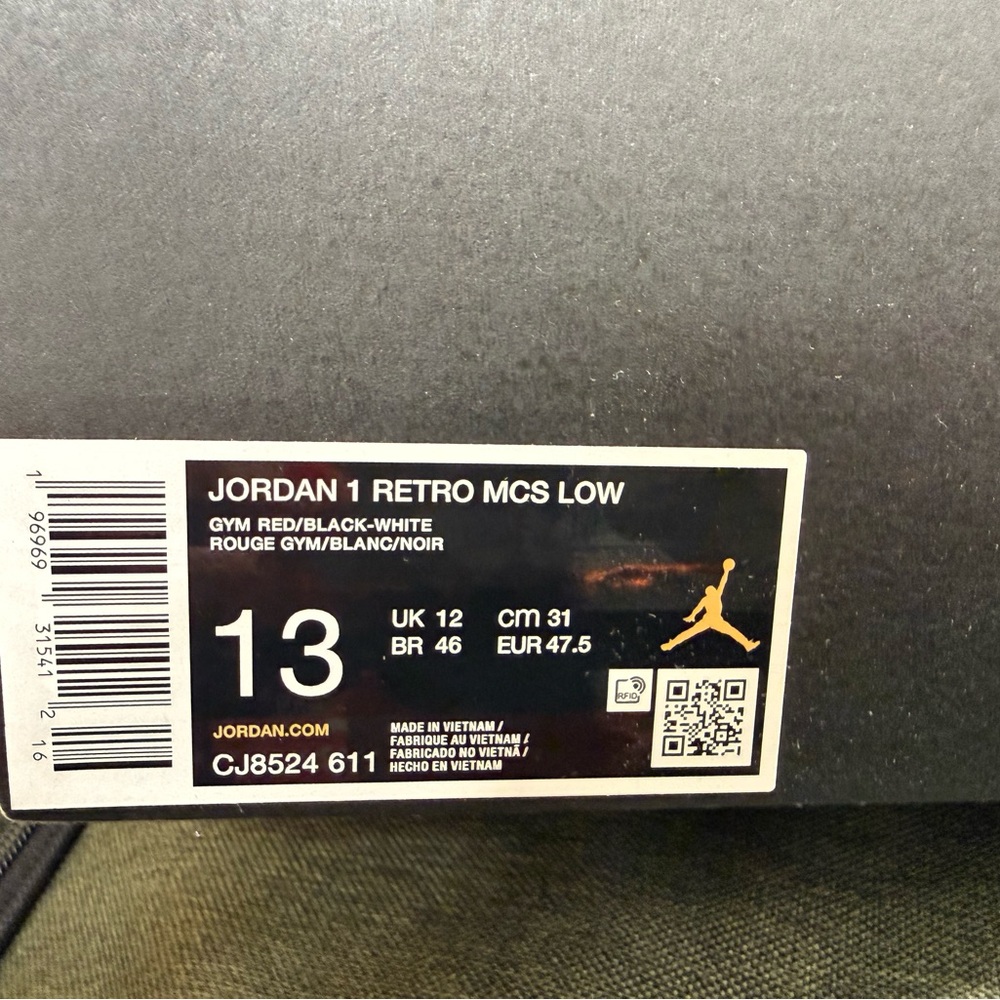 JORDAN 1 RETRO MCS LOW
GYM RED/BLACK-WHITE
ROUGE GYM/BLANC/NOIR
13
UK 12 cm 31
BR 46 EUR 47.5
RFID
JORDAN.COM
CJ8524 611
MADE IN VIETNAM /
FABRIQUE AU VIETNAM /
FABRICADO NO VIETNÃ /
HECHO EN VIETNAM
1 96969 31541 2 16